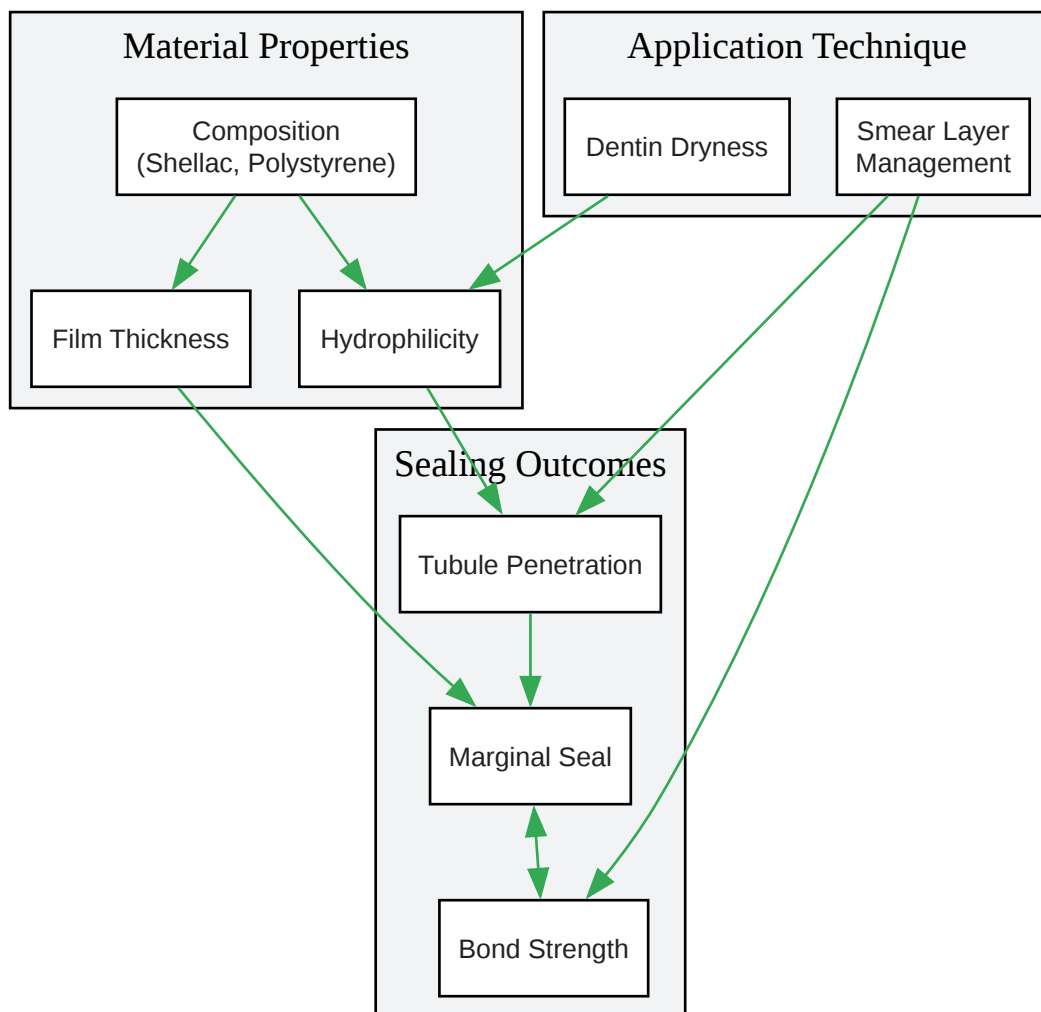 Material Properties
Application Technique
Composition
(Shellac, Polystyrene)
Dentin Dryness
Smear Layer
Management
Film Thickness
Hydrophilicity
Sealing Outcomes
Tubule Penetration
Marginal Seal
Bond Strength